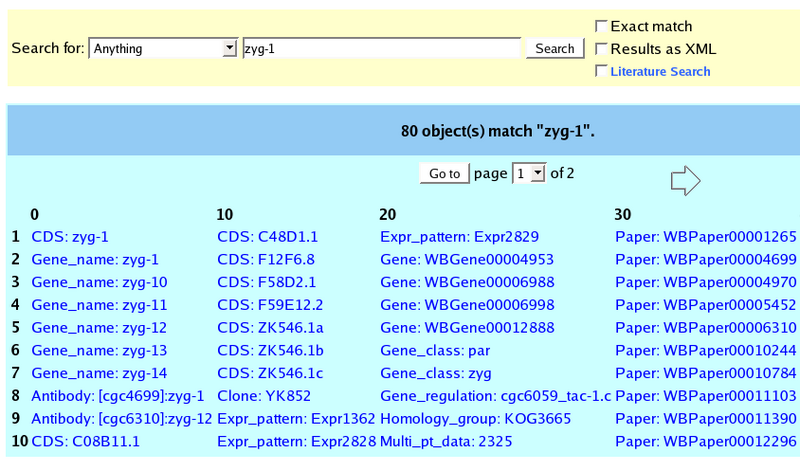 Exact match
Search for: Anything zyg-1 Search
Results as XML
Literature Search
80 object(s) match "zyg-1".
Go to page 1 of 2
0 10 20 30
1 CDS: zyg-1 CDS: C48D1.1 Expr_pattern: Expr2829 Paper: WBPaper00001265
2 Gene_name: zyg-1 CDS: F12F6.8 Gene: WBGene00004953 Paper: WBPaper00004699
3 Gene_name: zyg-10 CDS: F58D2.1 Gene: WBGene00006988 Paper: WBPaper00004970
4 Gene_name: zyg-11 CDS: F59E12.2 Gene: WBGene00006998 Paper: WBPaper00005452
5 Gene_name: zyg-12 CDS: ZK546.1a Gene: WBGene00012888 Paper: WBPaper00006310
6 Gene_name: zyg-13 CDS: ZK546.1b Gene_class: par Paper: WBPaper00010244
7 Gene_name: zyg-14 CDS: ZK546.1c Gene_class: zyg Paper: WBPaper00010784
8 Antibody: [cgc4699]:zyg-1 Clone: YK852 Gene_regulation: cgc6059_tac-1.c Paper: WBPaper00011103
9 Antibody: [cgc6310]:zyg-12 Expr_pattern: Expr1362 Homology_group: KOG3665 Paper: WBPaper00011390
10 CDS: C08B11.1 Expr_pattern: Expr2828 Multi_pt_data: 2325 Paper: WBPaper00012296